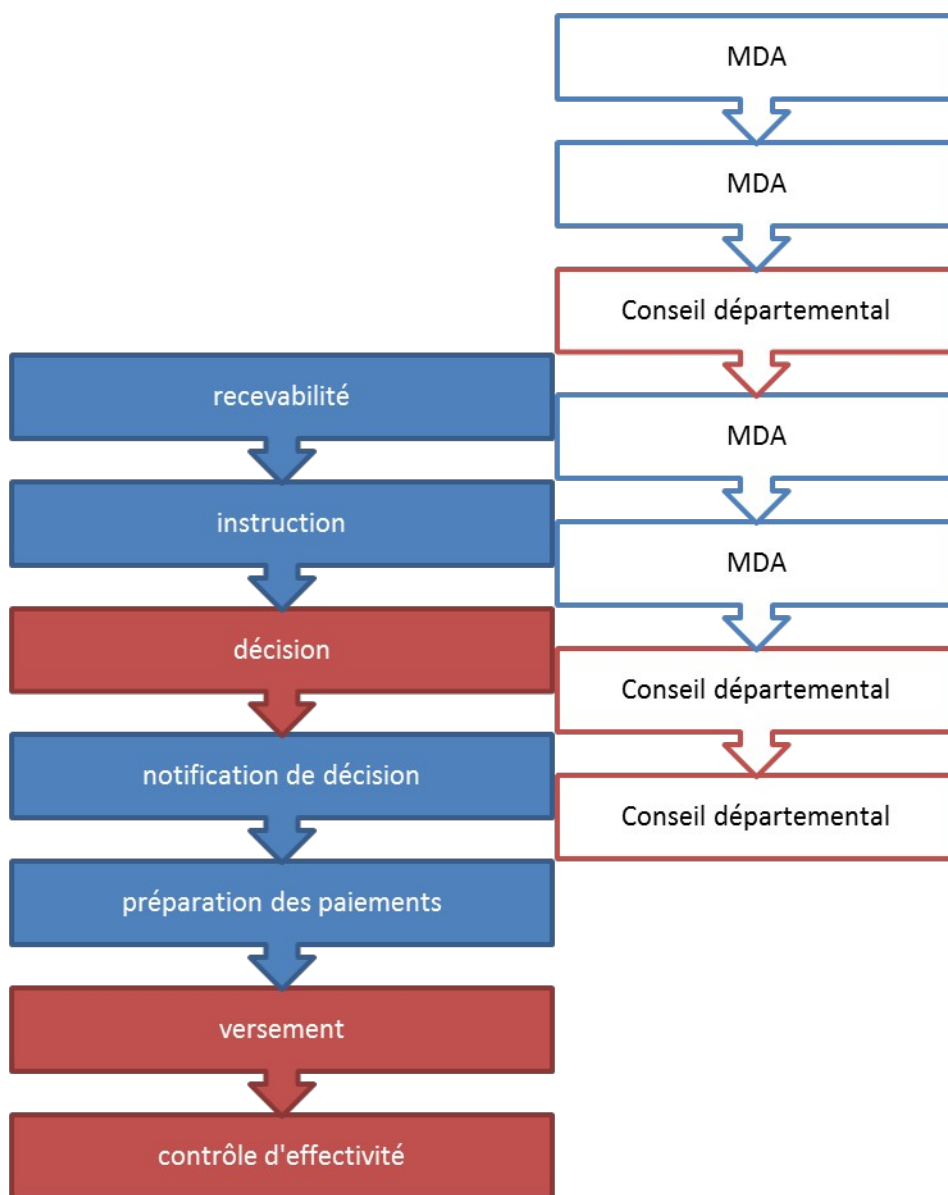 MDA
MDA
Conseil départemental
MDA
MDA
Conseil départemental
Conseil départemental
recevabilité
instruction
décision
notification de décision
préparation des paiements
versement
contrôle d'effectivité